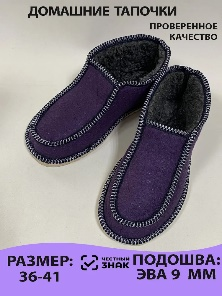 ДОМАШНИЕ ТАПОЧКИ
ПРОВЕРЕННОЕ
КАЧЕСТВО
РАЗМЕР:
36-41
ЧЕСТНЫЙ
ЗНАК
ПОДОШВА:
ЭВА 9 ММ